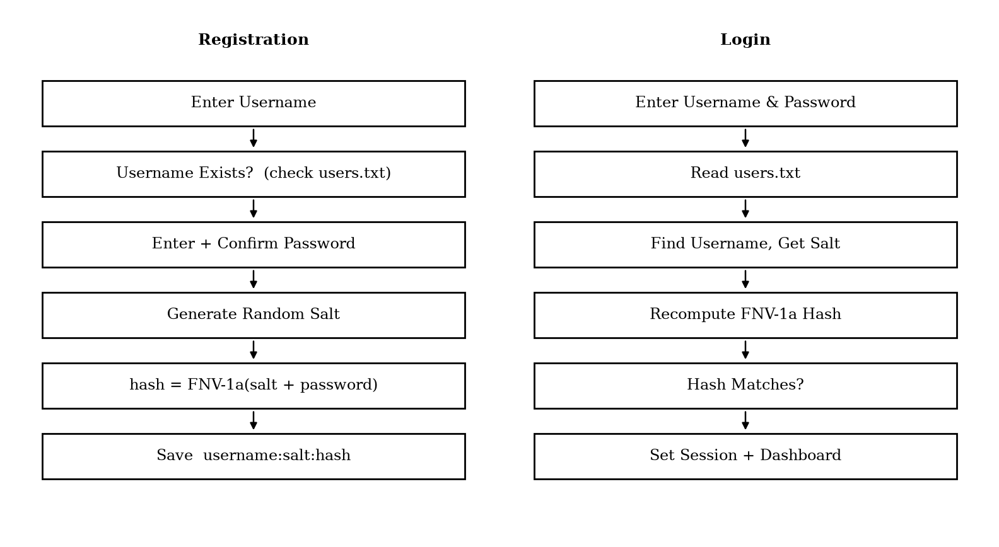 Registration
Enter Username
Username Exists?  (check users.txt)
Enter + Confirm Password
Generate Random Salt
hash = FNV-1a(salt + password)
Save  username:salt:hash
Login
Enter Username & Password
Read users.txt
Find Username, Get Salt
Recompute FNV-1a Hash
Hash Matches?
Set Session + Dashboard